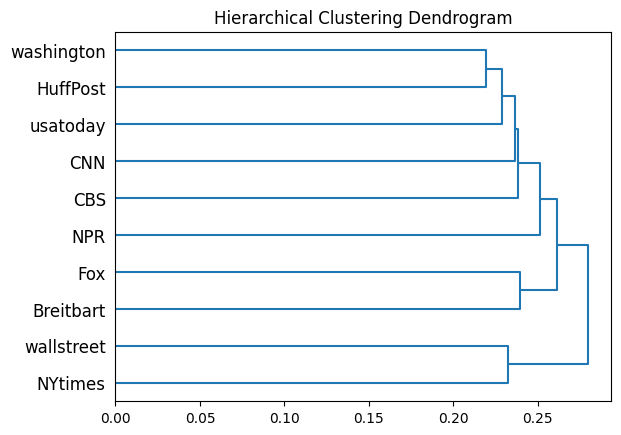 Hierarchical Clustering Dendrogram
washington
HuffPost
usatoday
CNN
CBS
NPR
Fox
Breitbart
wallstreet
NYtimes
0.00 0.05 0.10 0.15 0.20 0.25